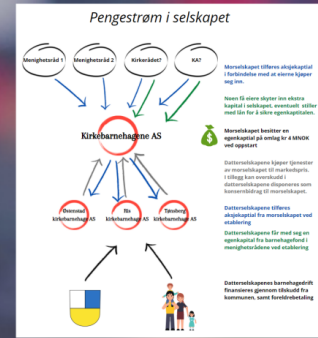 Pengestrøm i selskapet
Menighetsråd 1
Menighetsråd 2
Kirkerådet?
KA?
Morselskapet tilføres aksjekapital
i forbindelse med at eierne kjøper
seg inn.
Noen få eiere skyter inn ekstra
kapital i selskapet, eventuelt stiller
med lån for å sikre egenkapitalen.
Kirkebarnehagene AS
Morselskapet besitter en
egenkapital på omlag kr 4 MNOK
ved oppstart
Datterselskapene kjøper tjenester
av morselskapet til markedspris.
I tillegg kan overskudd i
datterselskapene disponeres som
konsernbidrag til morselskapet.
kirkebarnehage AS
Ris
kirkebarnehage AS
Tønsberg
kirkebarnehage AS
Datterselskapene tilføres
aksjekapital fra morselskapet ved
etablering
Datterselskapene får med seg en
egenkapital fra barnehagefond i
menighetsrådene ved etablering
Datterselskapenes barnehagedrift
finansieres gjennom tilskudd fra
kommunen, samt foreldrebetaling